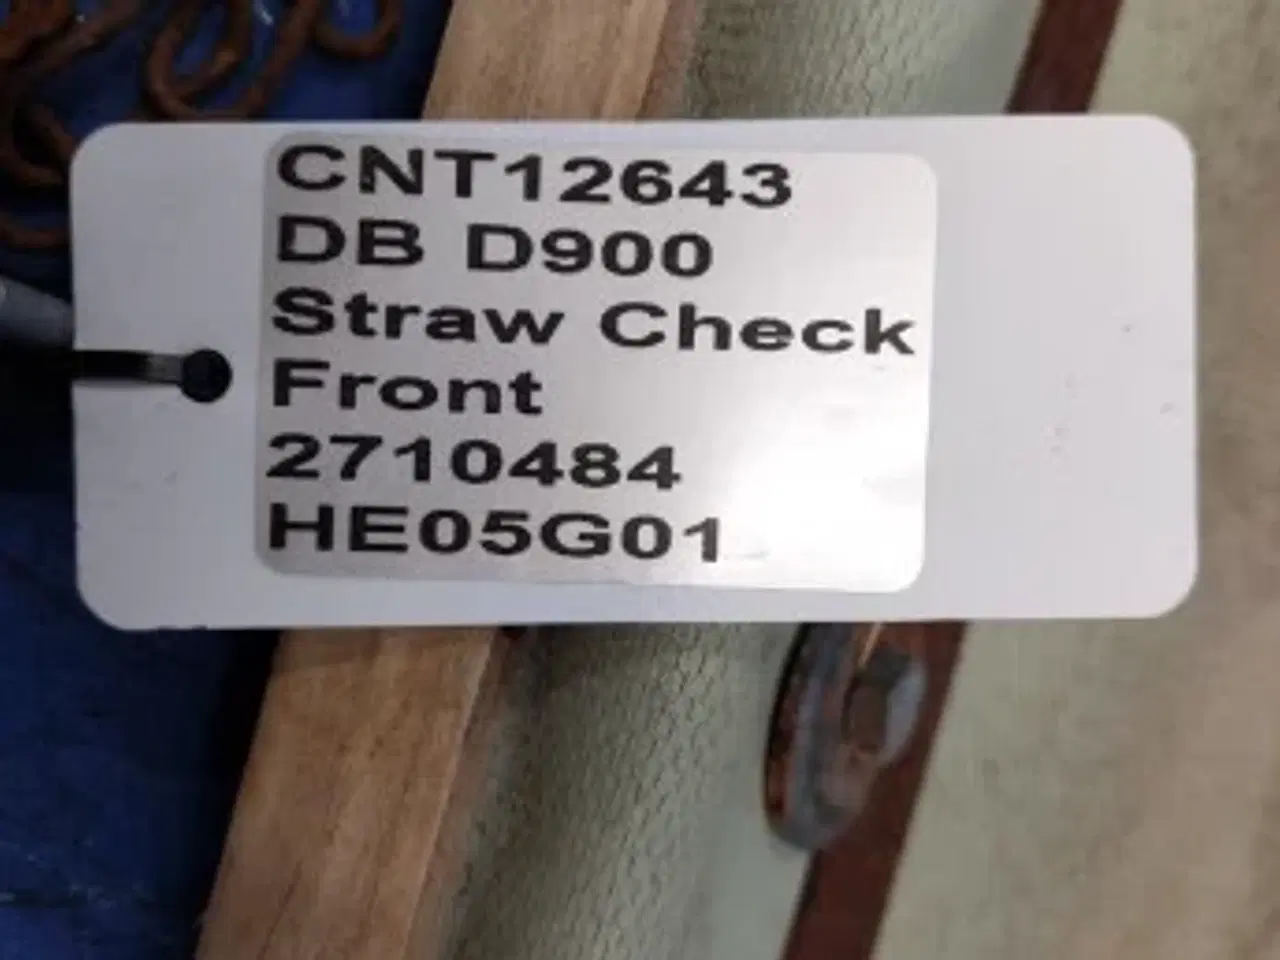 CNT12643
DB D900
Straw Check
Front
2710484
HE05G01